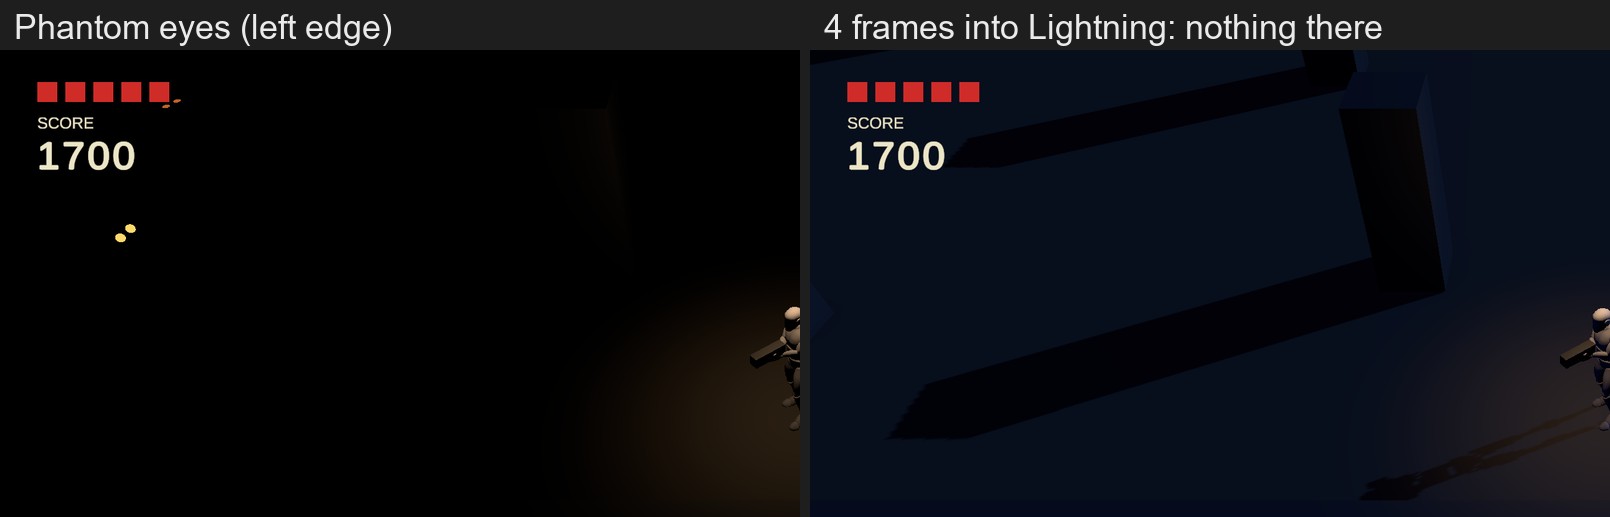 Phantom eyes (left edge)
SCORE
1700
4 frames into Lightning: nothing there
SCORE
1700